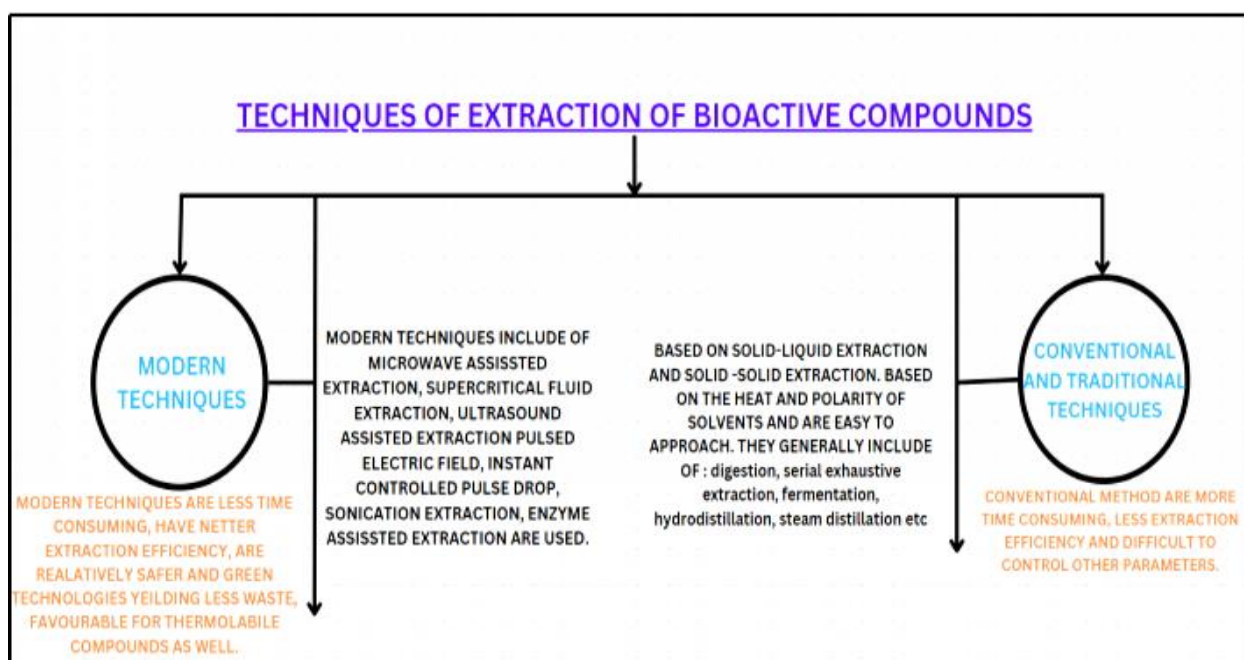 TECHNIQUES OF EXTRACTION OF BIOACTIVE COMPOUNDS
MODERN
TECHNIQUES
MODERN TECHNIQUES ARE LESS TIME
CONSUMING, HAVE NETTER
EXTRACTION EFFICIENCY, ARE
REALATIVELY SAFER AND GREEN
TECHNOLOGIES YEILDING LESS WASTE,
FAVOURABLE FOR THERMOLABILE
COMPOUNDS AS WELL.
MODERN TECHNIQUES INCLUDE OF
MICROWAVE ASSISSTED
EXTRACTION, SUPERCRITICAL FLUID
EXTRACTION, ULTRASOUND
ASSISTED EXTRACTION PULSED
ELECTRIC FIELD, INSTANT
CONTROLLED PULSE DROP,
SONICATION EXTRACTION, ENZYME
ASSISSTED EXTRACTION ARE USED.
BASED ON SOLID-LIQUID EXTRACTION
AND SOLID -SOLID EXTRACTION. BASED
ON THE HEAT AND POLARITY OF
SOLVENTS AND ARE EASY TO
APPROACH. THEY GENERALLY INCLUDE
OF : digestion, serial exhaustive
extraction, fermentation,
hydrodistillation, steam distillation etc
CONVENTIONAL
AND TRADITIONAL
TECHNIQUES
CONVENTIONAL METHOD ARE MORE
TIME CONSUMING, LESS EXTRACTION
EFFICIENCY AND DIFFICULT TO
CONTROL OTHER PARAMETERS.